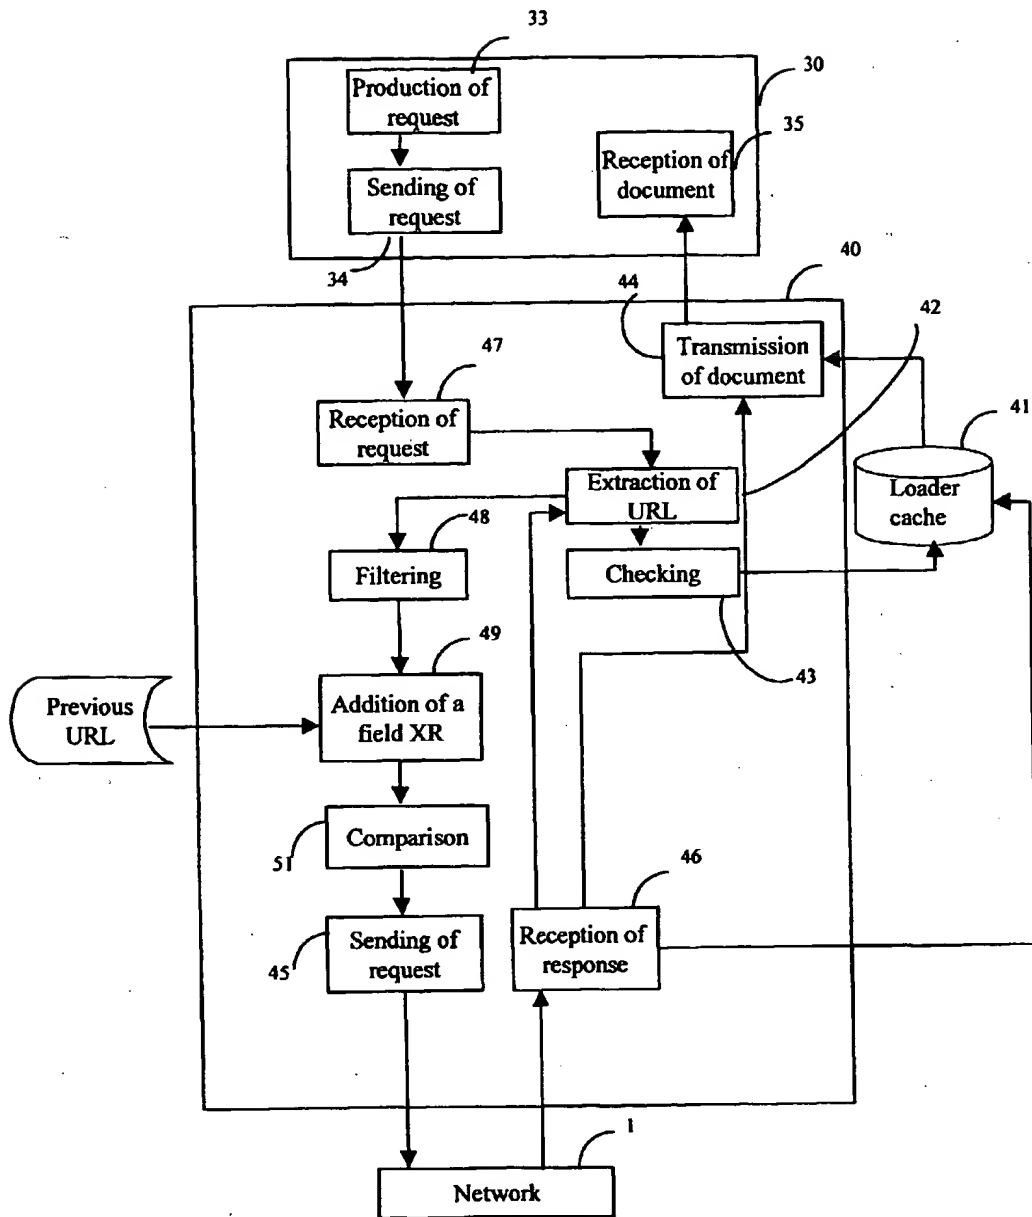 33
Production of
request
30
35
Reception of
document
Sending of
request
34
40
44
42
Transmission
of document
47
41
Reception of
request
Loader
cache
Extraction of
URL
48
Filtering
Checking
49
43
Previous
URL
Addition of a
field XR
Comparison
51
46
Sending of
request
45
Reception of
response
1
Network